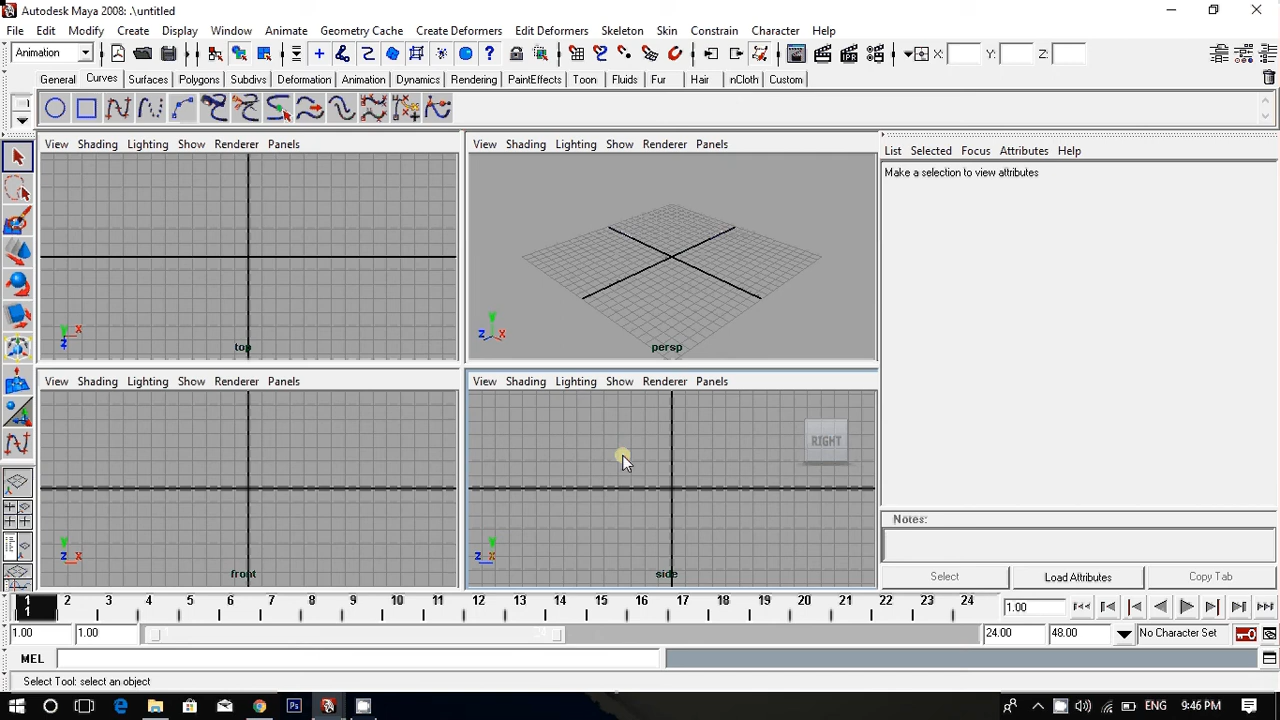 Autodesk Maya 2008: .\untitled
File Edit Modify Create Display Window Animate Geometry Cache Create Deformers Edit Deformers Skeleton Skin Constrain Character Help
Animation X: Y: Z:
General Curves Surfaces Polygons Subdivs Deformation Animation Dynamics Rendering PaintEffects Toon Fluids Fur Hair nCloth Custom
View Shading Lighting Show Renderer Panels
View Shading Lighting Show Renderer Panels
List Selected Focus Attributes Help
Make a selection to view attributes
y x z
top
y z x
persp
View Shading Lighting Show Renderer Panels
View Shading Lighting Show Renderer Panels
RIGHT
y z x
front
y z x
side
Notes:
Select Load Attributes Copy Tab
1 2 3 4 5 6 7 8 9 10 11 12 13 14 15 16 17 18 19 20 21 22 23 24
1
1.00
1.00 1.00 24.00 48.00 No Character Set
MEL
Select Tool: select an object
Ps ENG 9:46 PM